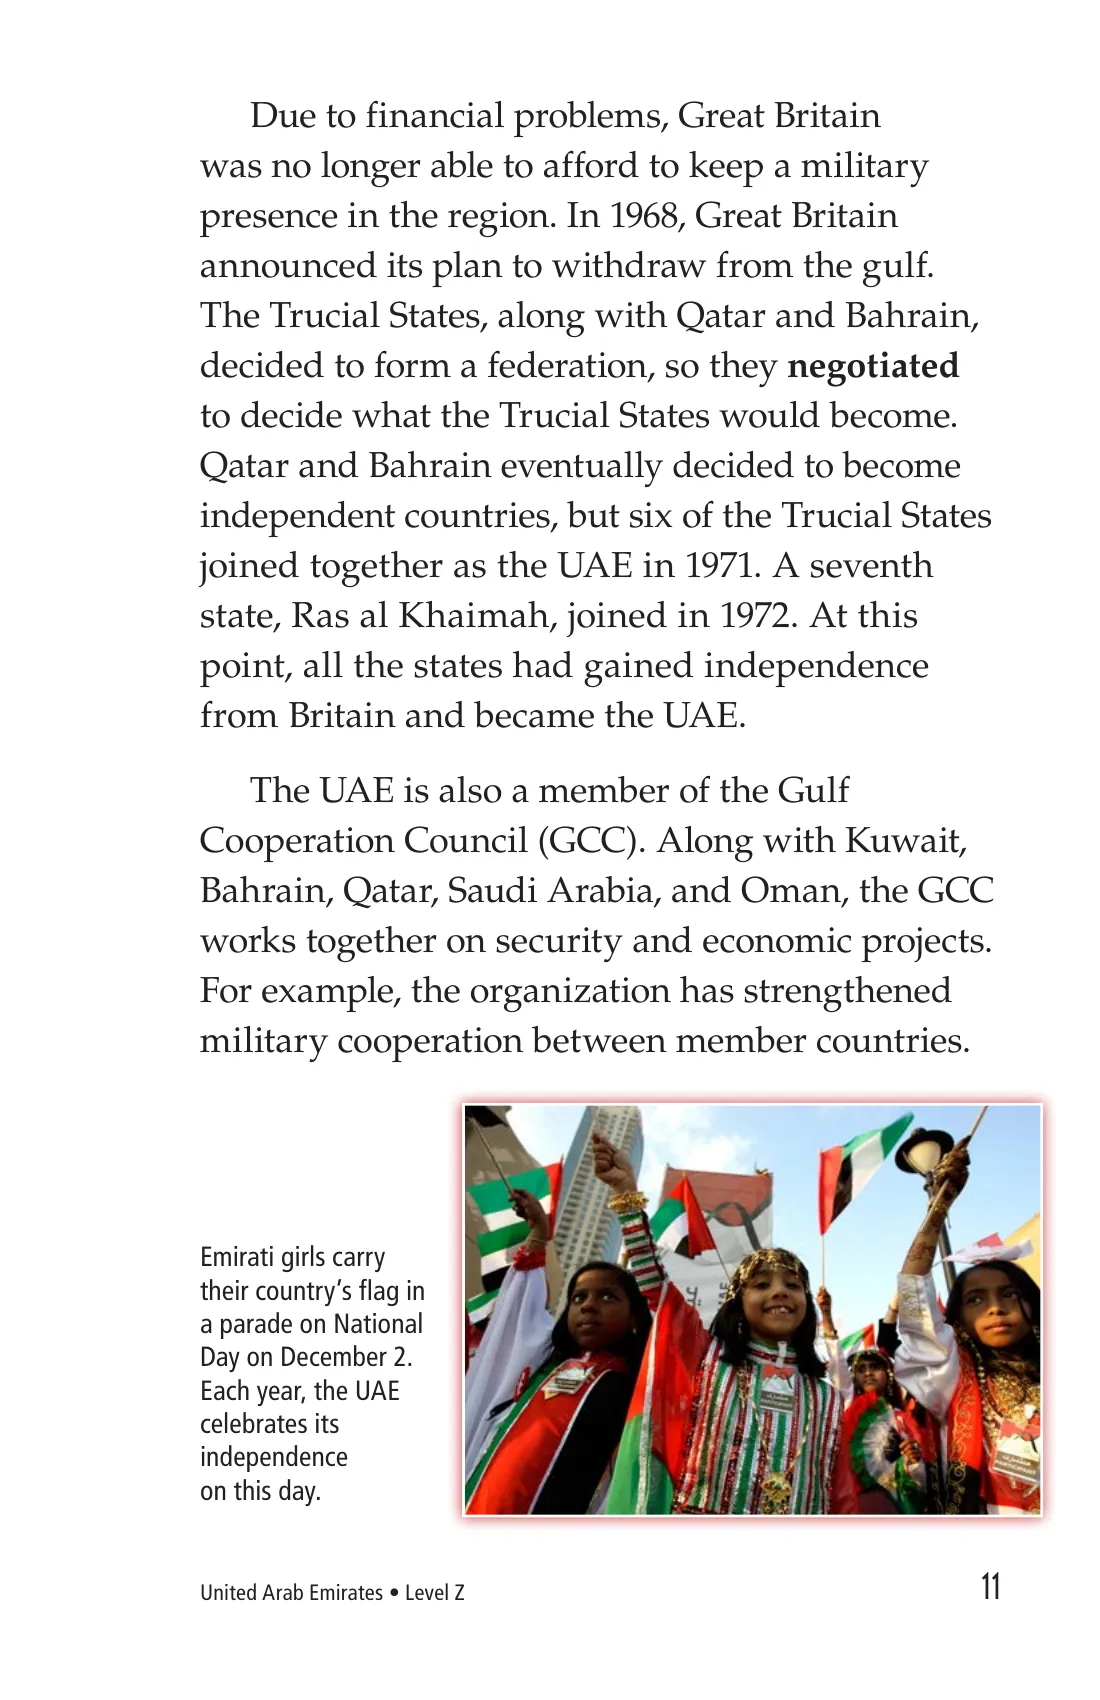 Due to financial problems, Great Britain
was no longer able to afford to keep a military
presence in the region. In 1968, Great Britain
announced its plan to withdraw from the gulf.
The Trucial States, along with Qatar and Bahrain,
decided to form a federation, so they negotiated
to decide what the Trucial States would become.
Qatar and Bahrain eventually decided to become
independent countries, but six of the Trucial States
joined together as the UAE in 1971. A seventh
state, Ras al Khaimah, joined in 1972. At this
point, all the states had gained independence
from Britain and became the UAE.
The UAE is also a member of the Gulf
Cooperation Council (GCC). Along with Kuwait,
Bahrain, Qatar, Saudi Arabia, and Oman, the GCC
works together on security and economic projects.
For example, the organization has strengthened
military cooperation between member countries.
Emirati girls carry
their country’s flag in
a parade on National
Day on December 2.
Each year, the UAE
celebrates its
independence
on this day.
United Arab Emirates • Level Z
11